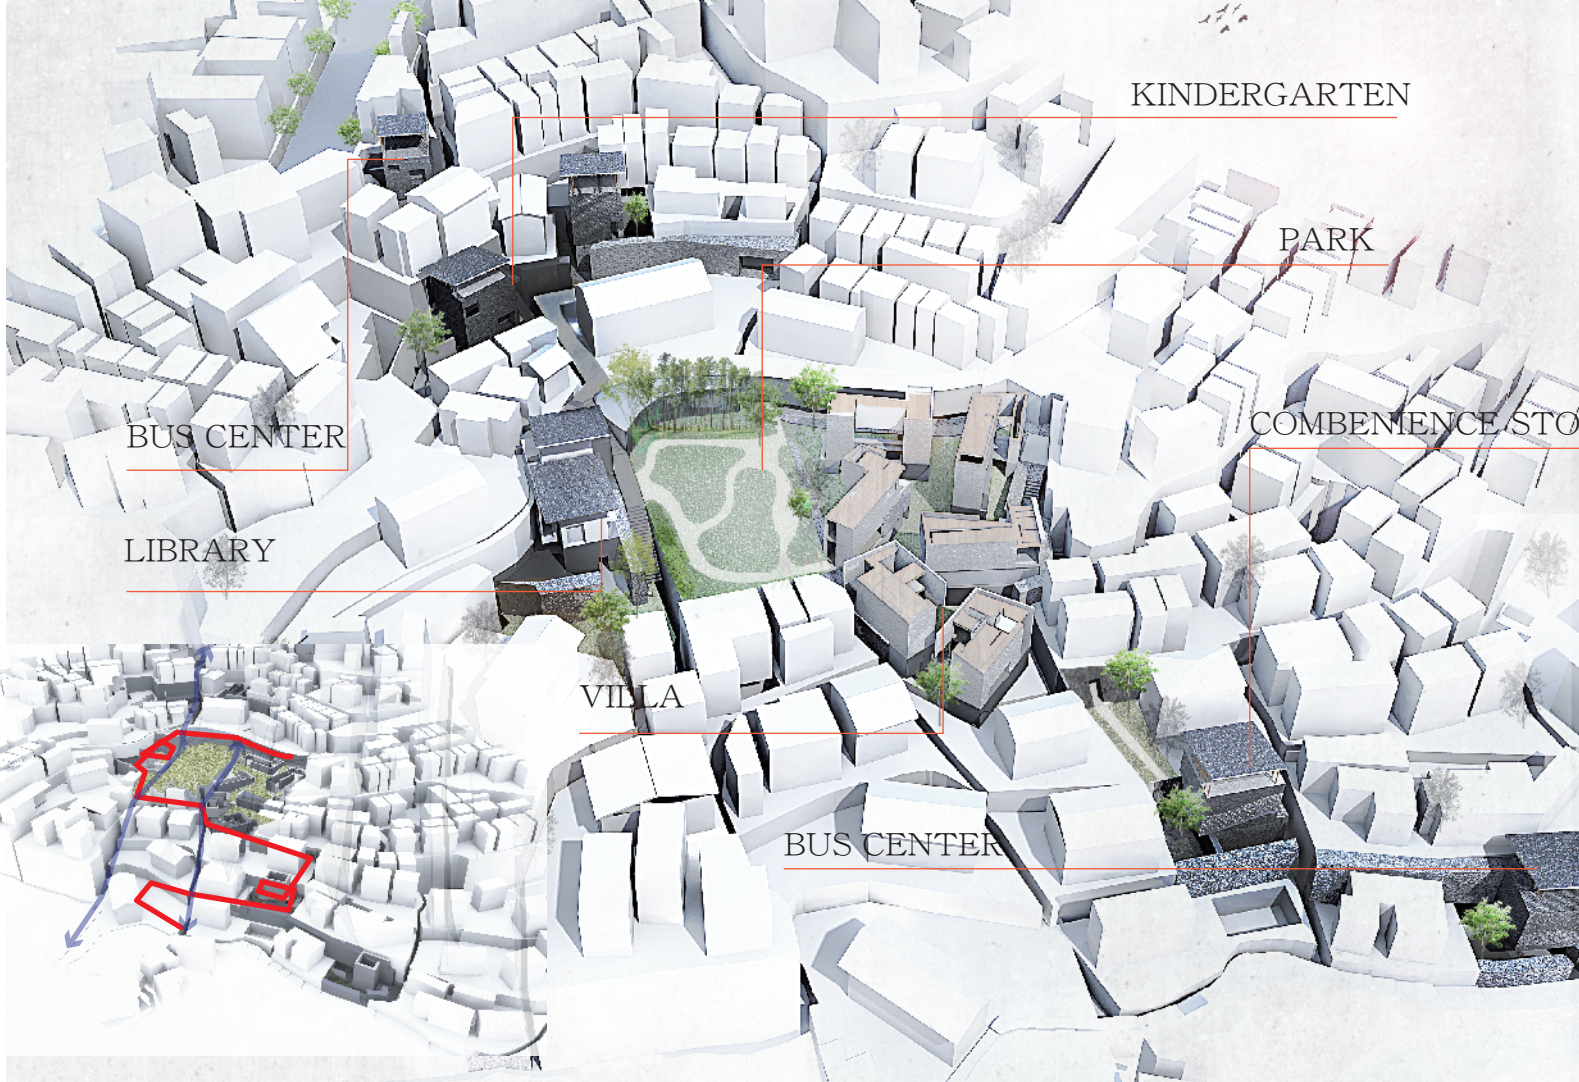 KINDERGARTEN
PARK
COMBENIENCE STO
BUS CENTER
LIBRARY
VILLA
BUS CENTER